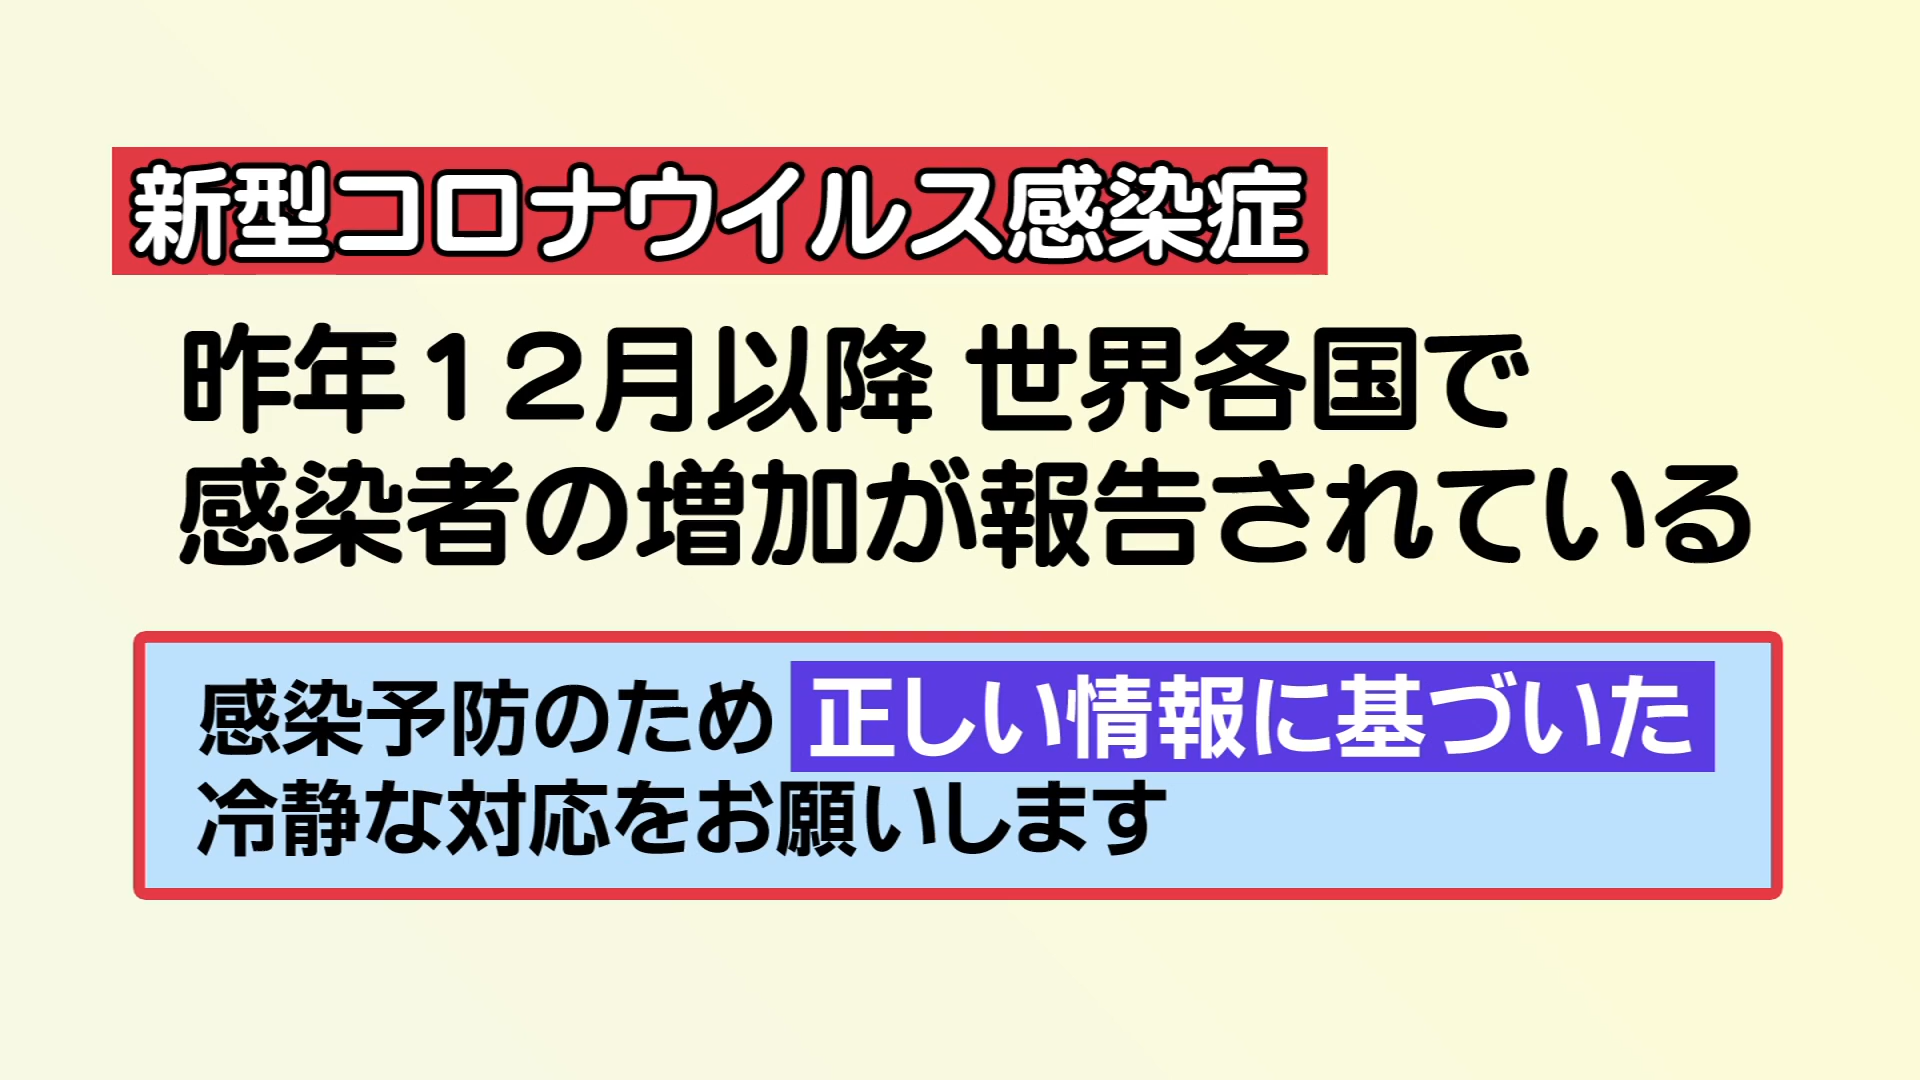 新型コロナウイルス感染症
昨年１２月以降 世界各国で
感染者の増加が報告されている
感染予防のため 正しい情報に基づいた
冷静な対応をお願いします